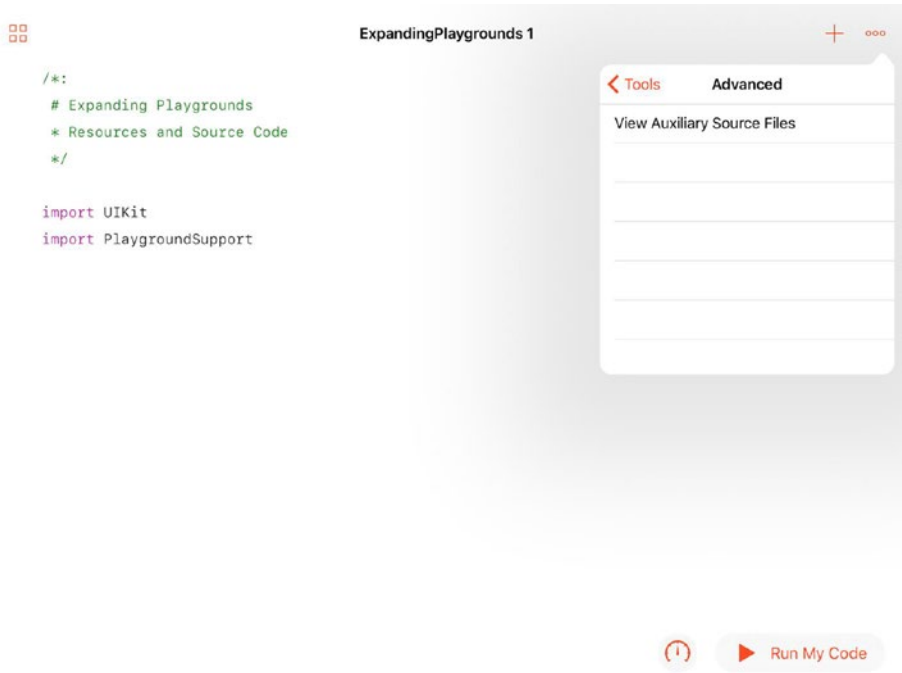 ExpandingPlaygrounds 1
/*:
# Expanding Playgrounds
* Resources and Source Code
*/
import UIKit
import PlaygroundSupport
Tools
Advanced
View Auxiliary Source Files
Run My Code